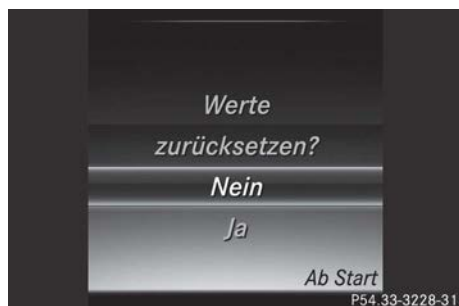 Werte
zurücksetzen?
Nein
Ja
Ab Start
P54.33-3228-31